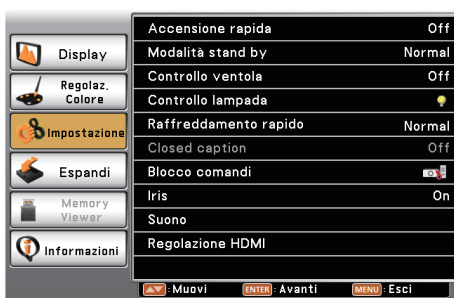 Display
Regolaz.
Colore
Impostazione
Espandi
Memory
Viewer
Informazioni
Accensione rapida Off
Modalità stand by Normal
Controllo ventola Off
Controllo lampada
Raffreddamento rapido Normal
Closed caption Off
Blocco comandi
Iris On
Suono
Regolazione HDMI
:Muovi ENTER :Avanti MENU :Esci